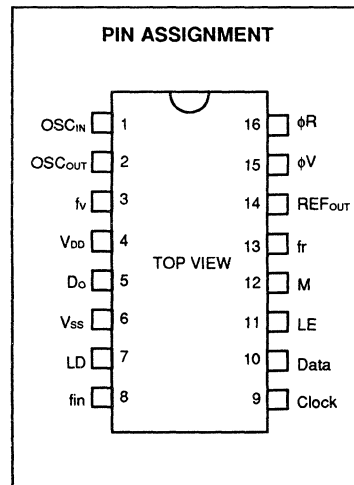 PIN ASSIGNMENT
OSCIN 1 16 ϕR
OSCOUT 2 15 ϕV
fV 3 14 REFOUT
VDD 4 13 fr
TOP VIEW
DO 5 12 M
VSS 6 11 LE
LD 7 10 Data
fin 8 9 Clock